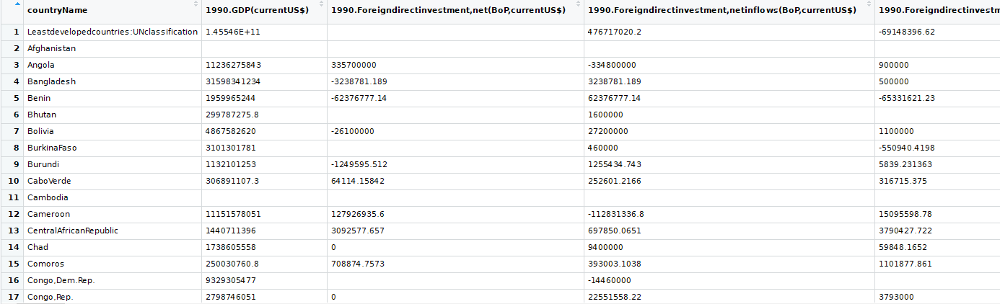 countryName 1990.GDP(currentUS$) 1990.Foreigndirectinvestment,net(BoP,currentUS$) 1990.Foreigndirectinvestment,netinflows(BoP,currentUS$) 1990.Foreigndirectinvestm
1 Leastdevelopedcountries:UNclassification 1.45546E+11 476717020.2 -69148396.62
2 Afghanistan
3 Angola 11236275843 335700000 -334800000 900000
4 Bangladesh 31598341234 -3238781.189 3238781.189 500000
5 Benin 1959965244 -62376777.14 62376777.14 -65331621.23
6 Bhutan 299787275.8 1600000
7 Bolivia 4867582620 -26100000 27200000 1100000
8 BurkinaFaso 3101301781 460000 -550940.4198
9 Burundi 1132101253 -1249595.512 1255434.743 5839.231363
10 CaboVerde 306891107.3 64114.15842 252601.2166 316715.375
11 Cambodia
12 Cameroon 11151578051 127926935.6 -112831336.8 15095598.78
13 CentralAfricanRepublic 1440711396 3092577.657 697850.0651 3790427.722
14 Chad 1738605558 0 9400000 59848.1652
15 Comoros 250030760.8 708874.7573 393003.1038 1101877.861
16 Congo,Dem.Rep. 9329305477 -14460000
17 Congo,Rep. 2798746051 0 22551558.22 3793000